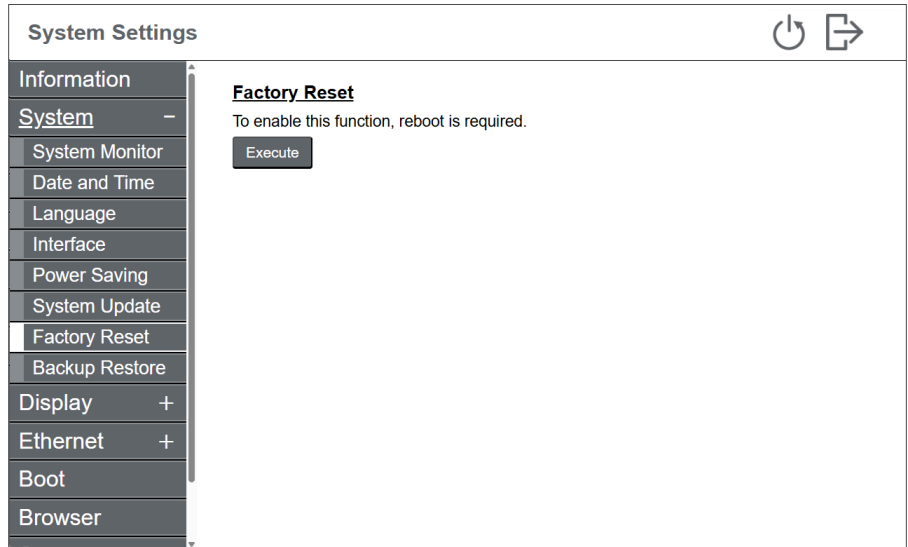 System Settings
Information
System −
System Monitor
Date and Time
Language
Interface
Power Saving
System Update
Factory Reset
Backup Restore
Display +
Ethernet +
Boot
Browser
Factory Reset
To enable this function, reboot is required.
Execute